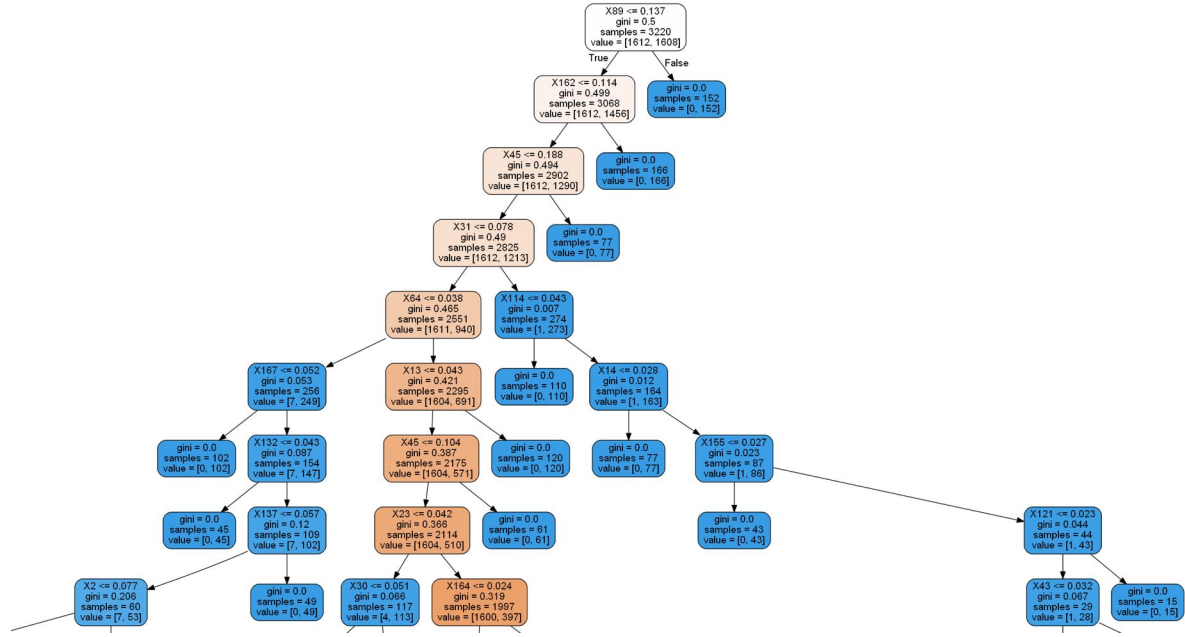 X89 <= 0.137
gini = 0.5
samples = 3220
value = [1612, 1608]
True
False
X162 <= 0.114
gini = 0.499
samples = 3068
value = [1612, 1456]
gini = 0.0
samples = 152
value = [0, 152]
X45 <= 0.188
gini = 0.494
samples = 2902
value = [1612, 1290]
gini = 0.0
samples = 166
value = [0, 166]
X31 <= 0.078
gini = 0.49
samples = 2825
value = [1612, 1213]
gini = 0.0
samples = 77
value = [0, 77]
X64 <= 0.038
gini = 0.465
samples = 2551
value = [1611, 940]
X114 <= 0.043
gini = 0.007
samples = 274
value = [1, 273]
X167 <= 0.052
gini = 0.053
samples = 256
value = [7, 249]
X13 <= 0.043
gini = 0.421
samples = 2295
value = [1604, 691]
gini = 0.0
samples = 110
value = [0, 110]
X14 <= 0.028
gini = 0.012
samples = 164
value = [1, 163]
gini = 0.0
samples = 102
value = [0, 102]
X132 <= 0.043
gini = 0.087
samples = 154
value = [7, 147]
X45 <= 0.104
gini = 0.387
samples = 2175
value = [1604, 571]
gini = 0.0
samples = 120
value = [0, 120]
gini = 0.0
samples = 77
value = [0, 77]
X155 <= 0.027
gini = 0.023
samples = 87
value = [1, 86]
gini = 0.0
samples = 45
value = [0, 45]
X137 <= 0.057
gini = 0.12
samples = 109
value = [7, 102]
X23 <= 0.042
gini = 0.366
samples = 2114
value = [1604, 510]
gini = 0.0
samples = 61
value = [0, 61]
gini = 0.0
samples = 43
value = [0, 43]
X121 <= 0.023
gini = 0.044
samples = 44
value = [1, 43]
X2 <= 0.077
gini = 0.206
samples = 60
value = [7, 53]
gini = 0.0
samples = 49
value = [0, 49]
X30 <= 0.051
gini = 0.066
samples = 117
value = [4, 113]
X164 <= 0.024
gini = 0.319
samples = 1997
value = [1600, 397]
X43 <= 0.032
gini = 0.067
samples = 29
value = [1, 28]
gini = 0.0
samples = 15
value = [0, 15]